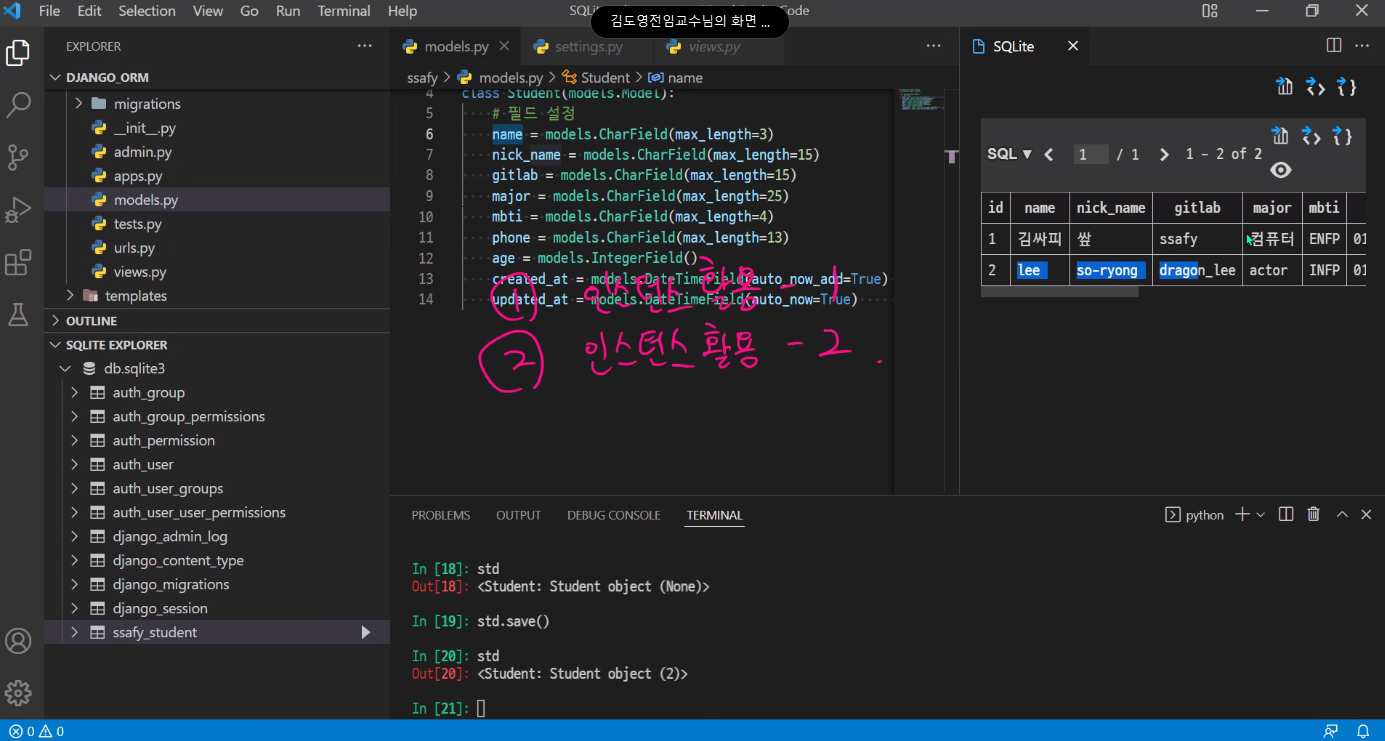 File Edit Selection View Go Run Terminal Help
김도영전임교수님의 화면 ...
EXPLORER
DJANGO_ORM
migrations
__init__.py
admin.py
apps.py
models.py
tests.py
urls.py
views.py
templates
OUTLINE
SQLITE EXPLORER
db.sqlite3
auth_group
auth_group_permissions
auth_permission
auth_user
auth_user_groups
auth_user_user_permissions
django_admin_log
django_content_type
django_migrations
django_session
ssafy_student
models.py settings.py views.py
ssafy > models.py > Student > name
4 class Student(models.Model):
5 # 필드 설정
6 name = models.CharField(max_length=3)
7 nick_name = models.CharField(max_length=15)
8 gitlab = models.CharField(max_length=15)
9 major = models.CharField(max_length=25)
10 mbti = models.CharField(max_length=4)
11 phone = models.CharField(max_length=13)
12 age = models.IntegerField()
13 created_at = models.DateTimeField(auto_now_add=True)
14 updated_at = models.DateTimeField(auto_now=True)
① 인스턴스 활용 - 1
② 인스턴스 활용 - 2 .
SQLite
SQL ▼ < 1 / 1 > 1 - 2 of 2
id name nick_name gitlab major mbti
1 김싸피 쌒 ssafy 컴퓨터 ENFP 01
2 lee so-ryong dragon_lee actor INFP 01
PROBLEMS OUTPUT DEBUG CONSOLE TERMINAL
python
In [18]: std
Out[18]: <Student: Student object (None)>
In [19]: std.save()
In [20]: std
Out[20]: <Student: Student object (2)>
In [21]:
0 0